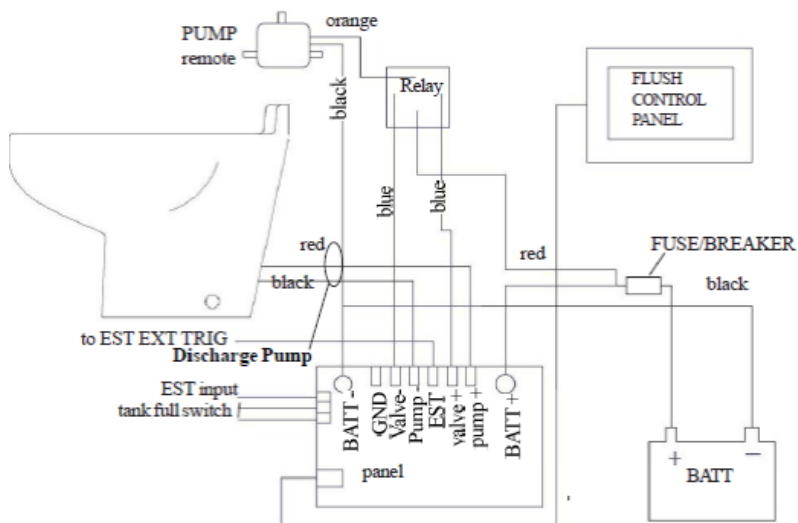 orange
PUMP
remote
black
Relay
FLUSH
CONTROL
PANEL
blue
blue
red
red
FUSE/BREAKER
black
black
to EST EXT TRIG
Discharge Pump
EST input
tank full switch
BATT -
GND
Valve-
Pump -
EST
valve +
pump +
BATT +
panel
+
−
BATT